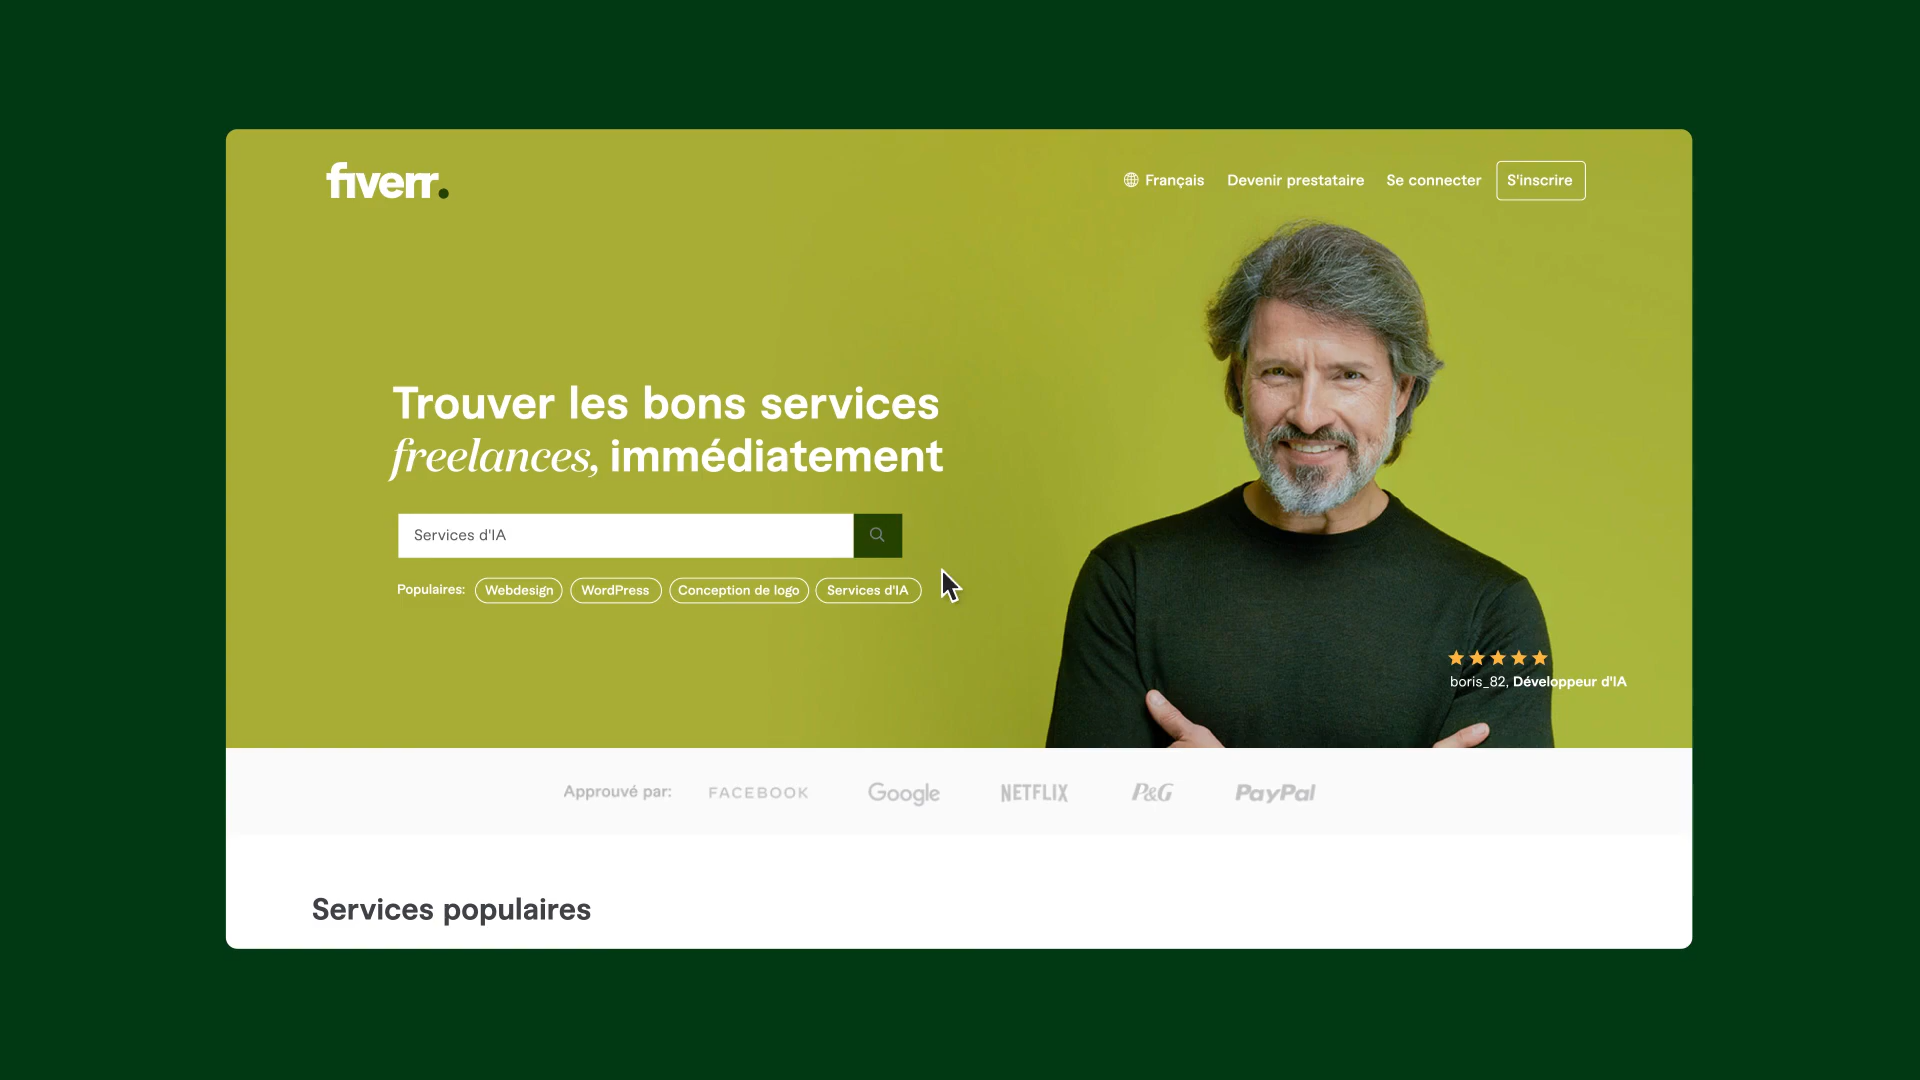 fiverr.
Français
Devenir prestataire
Se connecter
S'inscrire
Trouver les bons services
freelances, immédiatement
Services d'IA
Populaires:
Webdesign
WordPress
Conception de logo
Services d'IA
boris_82, Développeur d'IA
Approuvé par:
FACEBOOK
Google
NETFLIX
P&G
PayPal
Services populaires